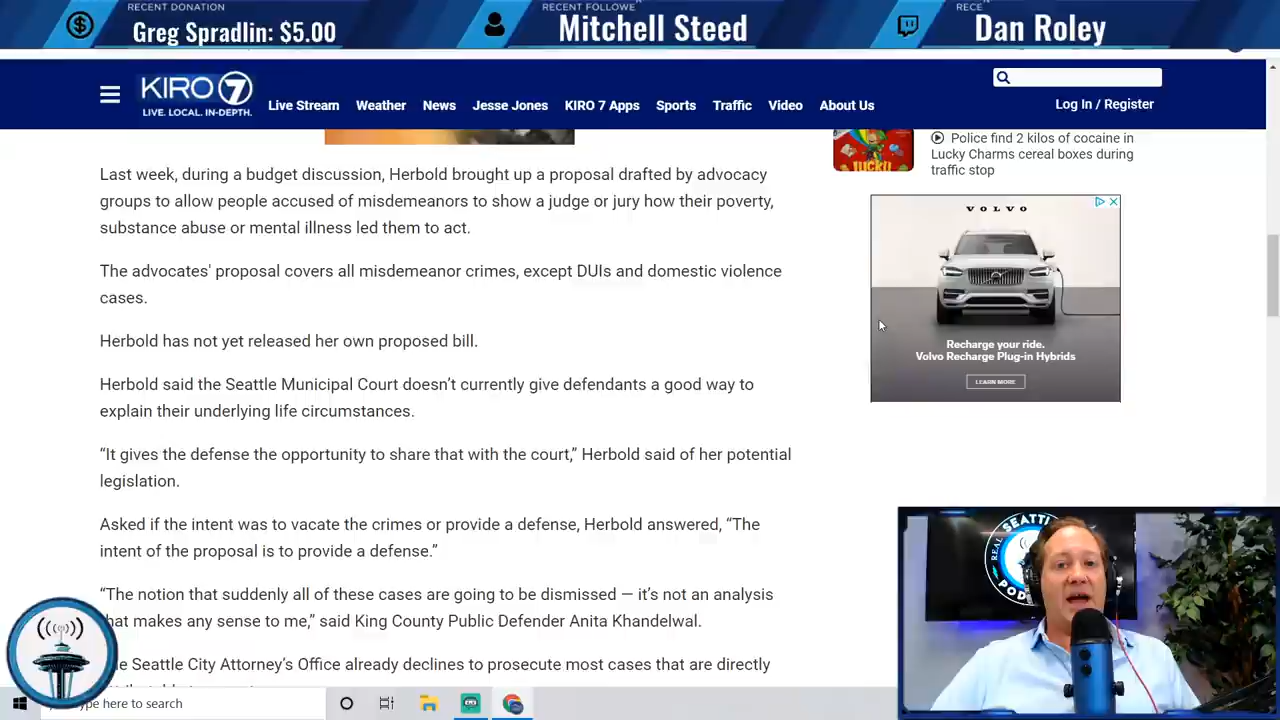 RECENT DONATION
Greg Spradlin: $5.00
RECENT FOLLOWE
Mitchell Steed
RECE
Dan Roley
KIRO 7
LIVE. LOCAL. IN-DEPTH.
Live Stream Weather News Jesse Jones KIRO 7 Apps Sports Traffic Video About Us
Log In / Register
Last week, during a budget discussion, Herbold brought up a proposal drafted by advocacy
groups to allow people accused of misdemeanors to show a judge or jury how their poverty,
substance abuse or mental illness led them to act.
The advocates' proposal covers all misdemeanor crimes, except DUIs and domestic violence
cases.
Herbold has not yet released her own proposed bill.
Herbold said the Seattle Municipal Court doesn’t currently give defendants a good way to
explain their underlying life circumstances.
“It gives the defense the opportunity to share that with the court,” Herbold said of her potential
legislation.
Asked if the intent was to vacate the crimes or provide a defense, Herbold answered, “The
intent of the proposal is to provide a defense.”
“The notion that suddenly all of these cases are going to be dismissed — it’s not an analysis
that makes any sense to me,” said King County Public Defender Anita Khandelwal.
Seattle City Attorney’s Office already declines to prosecute most cases that are directly
Police find 2 kilos of cocaine in
Lucky Charms cereal boxes during
traffic stop
LUCKY
VOLVO
Recharge your ride.
Volvo Recharge Plug-in Hybrids
LEARN MORE
REAL SEATTL
POD
type here to search